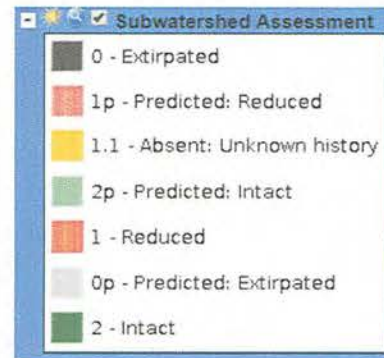 Subwatershed Assessment
0 - Extirpated
1p - Predicted: Reduced
1.1 - Absent: Unknown history
2p - Predicted: Intact
1 - Reduced
0p - Predicted: Extirpated
2 - Intact